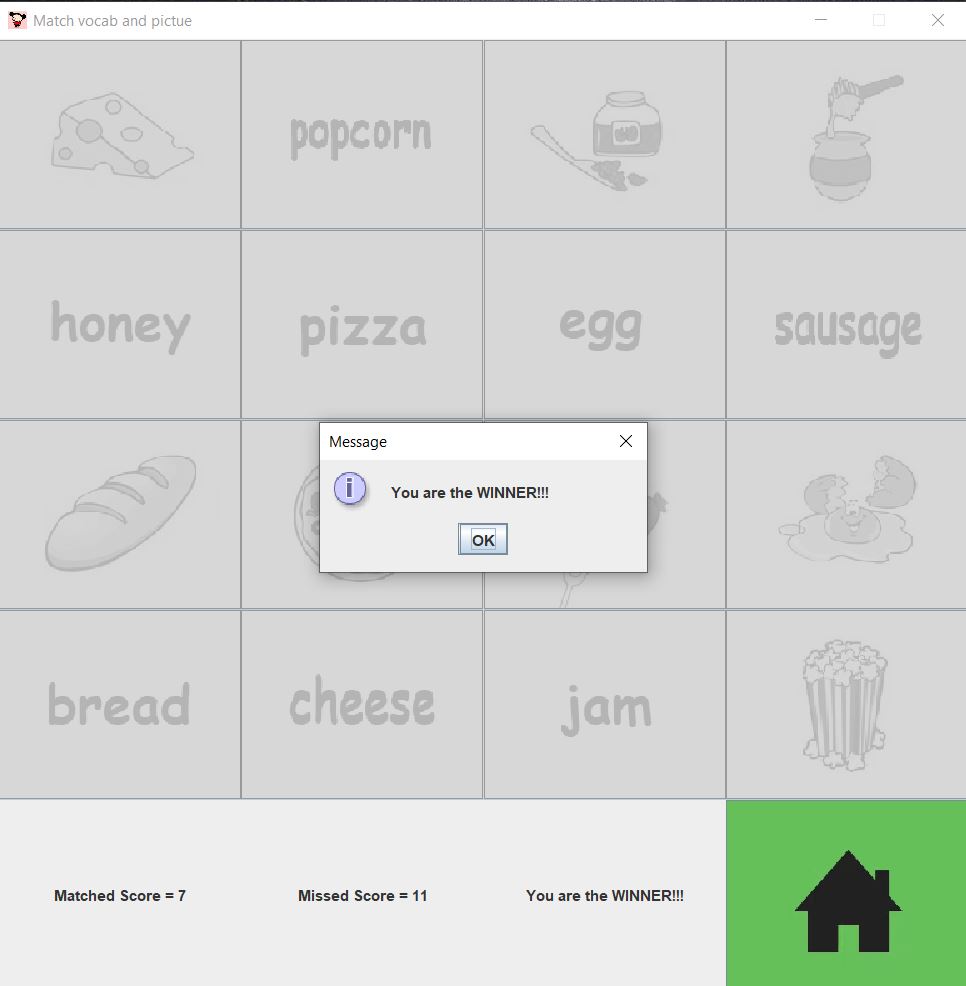 Match vocab and pictue
popcorn
honey
pizza
egg
sausage
Message
You are the WINNER!!!
OK
bread
cheese
jam
Matched Score = 7
Missed Score = 11
You are the WINNER!!!